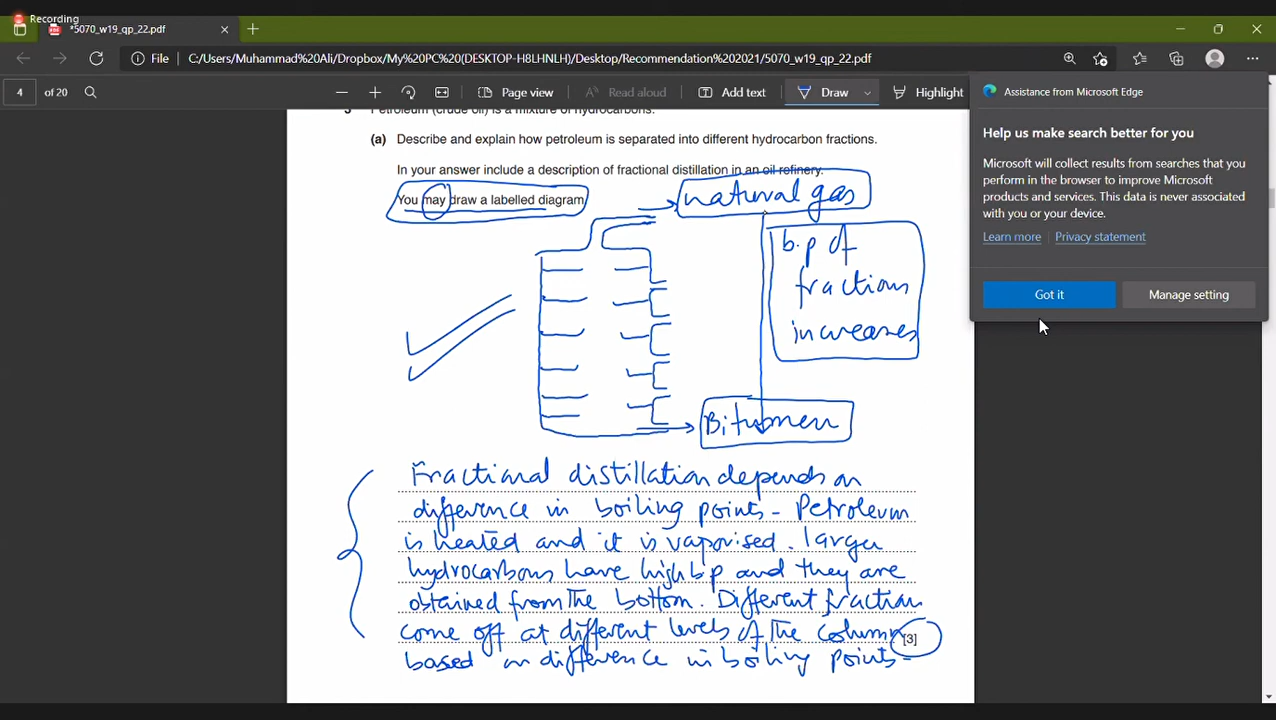 Recording
*5070_w19_qp_22.pdf
File C:/Users/Muhammad%20Ali/Dropbox/My%20PC%20(DESKTOP-H8LHNLH)/Desktop/Recommendation%202021/5070_w19_qp_22.pdf
4 of 20 Page view Read aloud Add text Draw Highlight
Assistance from Microsoft Edge
Help us make search better for you
Microsoft will collect results from searches that you
perform in the browser to improve Microsoft
products and services. This data is never associated
with you or your device.
Learn more Privacy statement
Got it Manage setting
Petroleum (crude oil) is a mixture of hydrocarbons.
(a) Describe and explain how petroleum is separated into different hydrocarbon fractions.
In your answer include a description of fractional distillation in an oil refinery.
You may draw a labelled diagram
natural gas
b.p of
fractions
increases
Bitumen
Fractional distillation depends on
difference in boiling points - Petroleum
is heated and it is vaporised. larger
hydrocarbons have high bp and they are
obtained from the bottom. Different fraction
come off at different levels of the column
[3]
based on difference in boiling points -